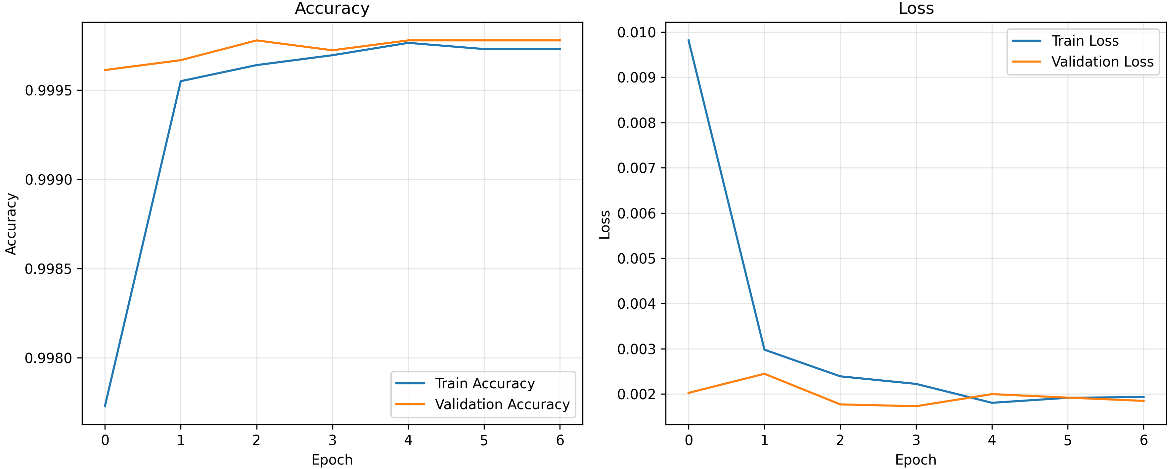 Accuracy
0.9995
0.9990
0.9985
0.9980
Accuracy
Train Accuracy
Validation Accuracy
0 1 2 3 4 5 6
Epoch
Loss
0.010
0.009
0.008
0.007
0.006
0.005
0.004
0.003
0.002
Loss
Train Loss
Validation Loss
0 1 2 3 4 5 6
Epoch